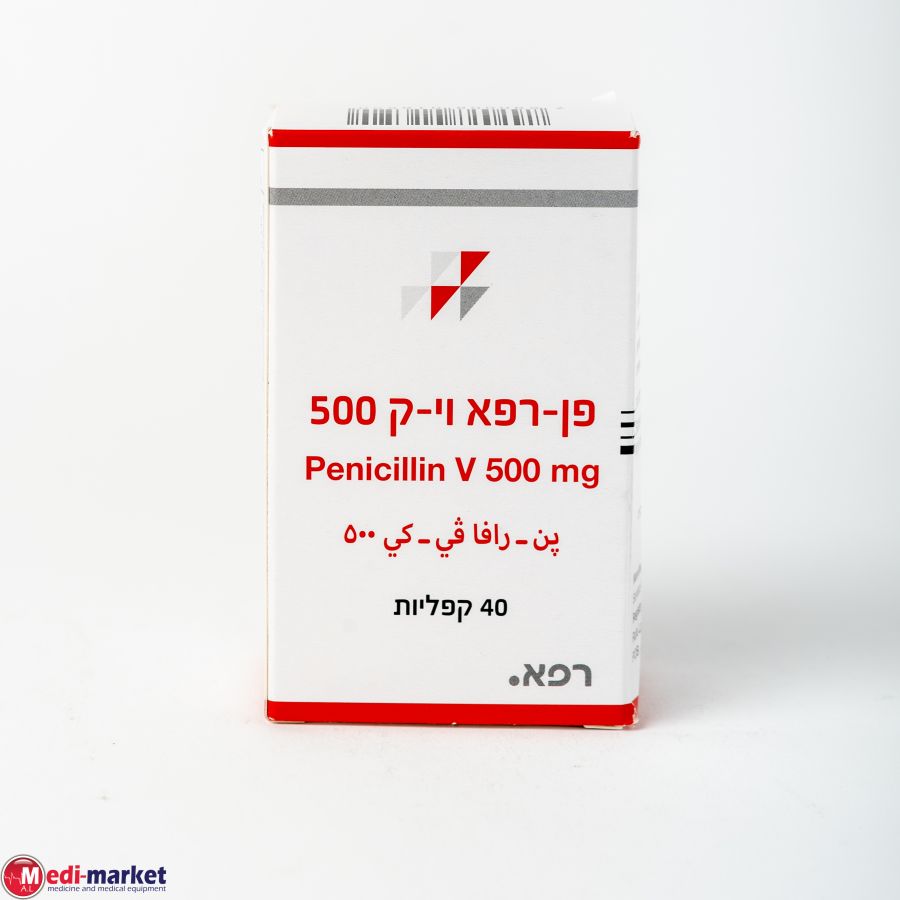 פן-רפא וי-ק 500
Penicillin V 500 mg
پن ـ رافا ڤي ـ كي ٥٠٠
40 קפליות
רפא.
Medi-market
A.L
medicine and medical equipment